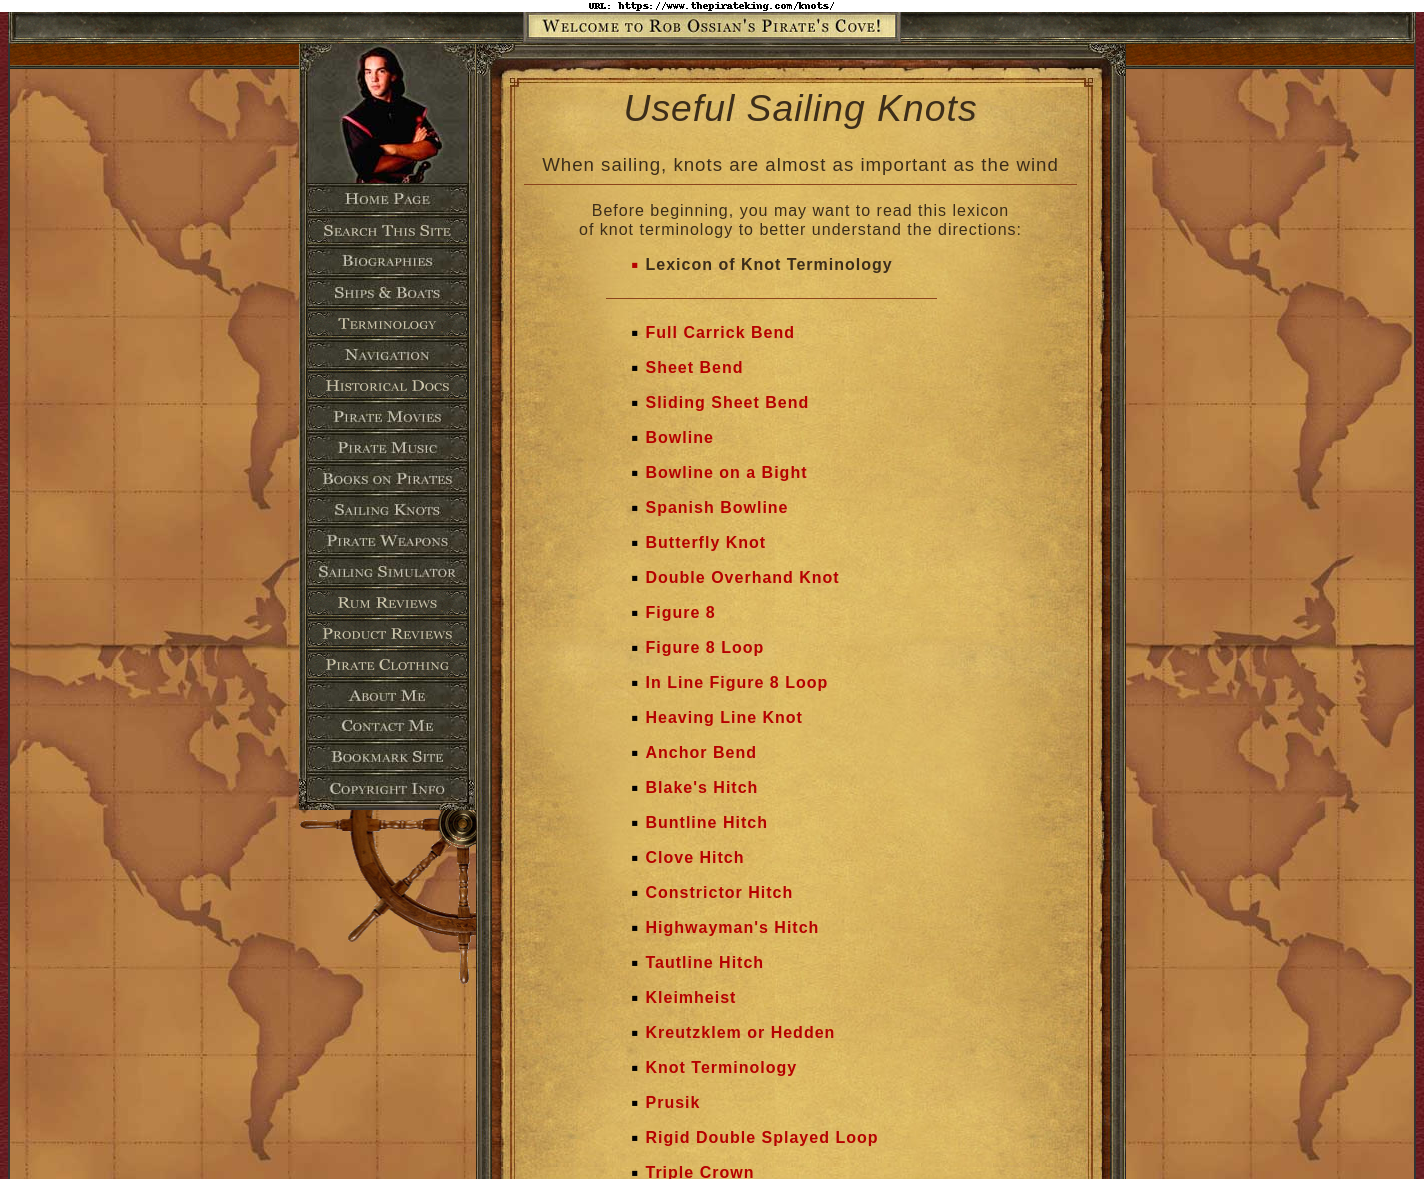 URL: https://www.thepirateking.com/knots/
Welcome to Rob Ossian's Pirate's Cove!
Home Page
Search This Site
Biographies
Ships & Boats
Terminology
Navigation
Historical Docs
Pirate Movies
Pirate Music
Books on Pirates
Sailing Knots
Pirate Weapons
Sailing Simulator
Rum Reviews
Product Reviews
Pirate Clothing
About Me
Contact Me
Bookmark Site
Copyright Info
Useful Sailing Knots
When sailing, knots are almost as important as the wind
Before beginning, you may want to read this lexicon
of knot terminology to better understand the directions:
Lexicon of Knot Terminology
Full Carrick Bend
Sheet Bend
Sliding Sheet Bend
Bowline
Bowline on a Bight
Spanish Bowline
Butterfly Knot
Double Overhand Knot
Figure 8
Figure 8 Loop
In Line Figure 8 Loop
Heaving Line Knot
Anchor Bend
Blake's Hitch
Buntline Hitch
Clove Hitch
Constrictor Hitch
Highwayman's Hitch
Tautline Hitch
Kleimheist
Kreutzklem or Hedden
Knot Terminology
Prusik
Rigid Double Splayed Loop
Triple Crown